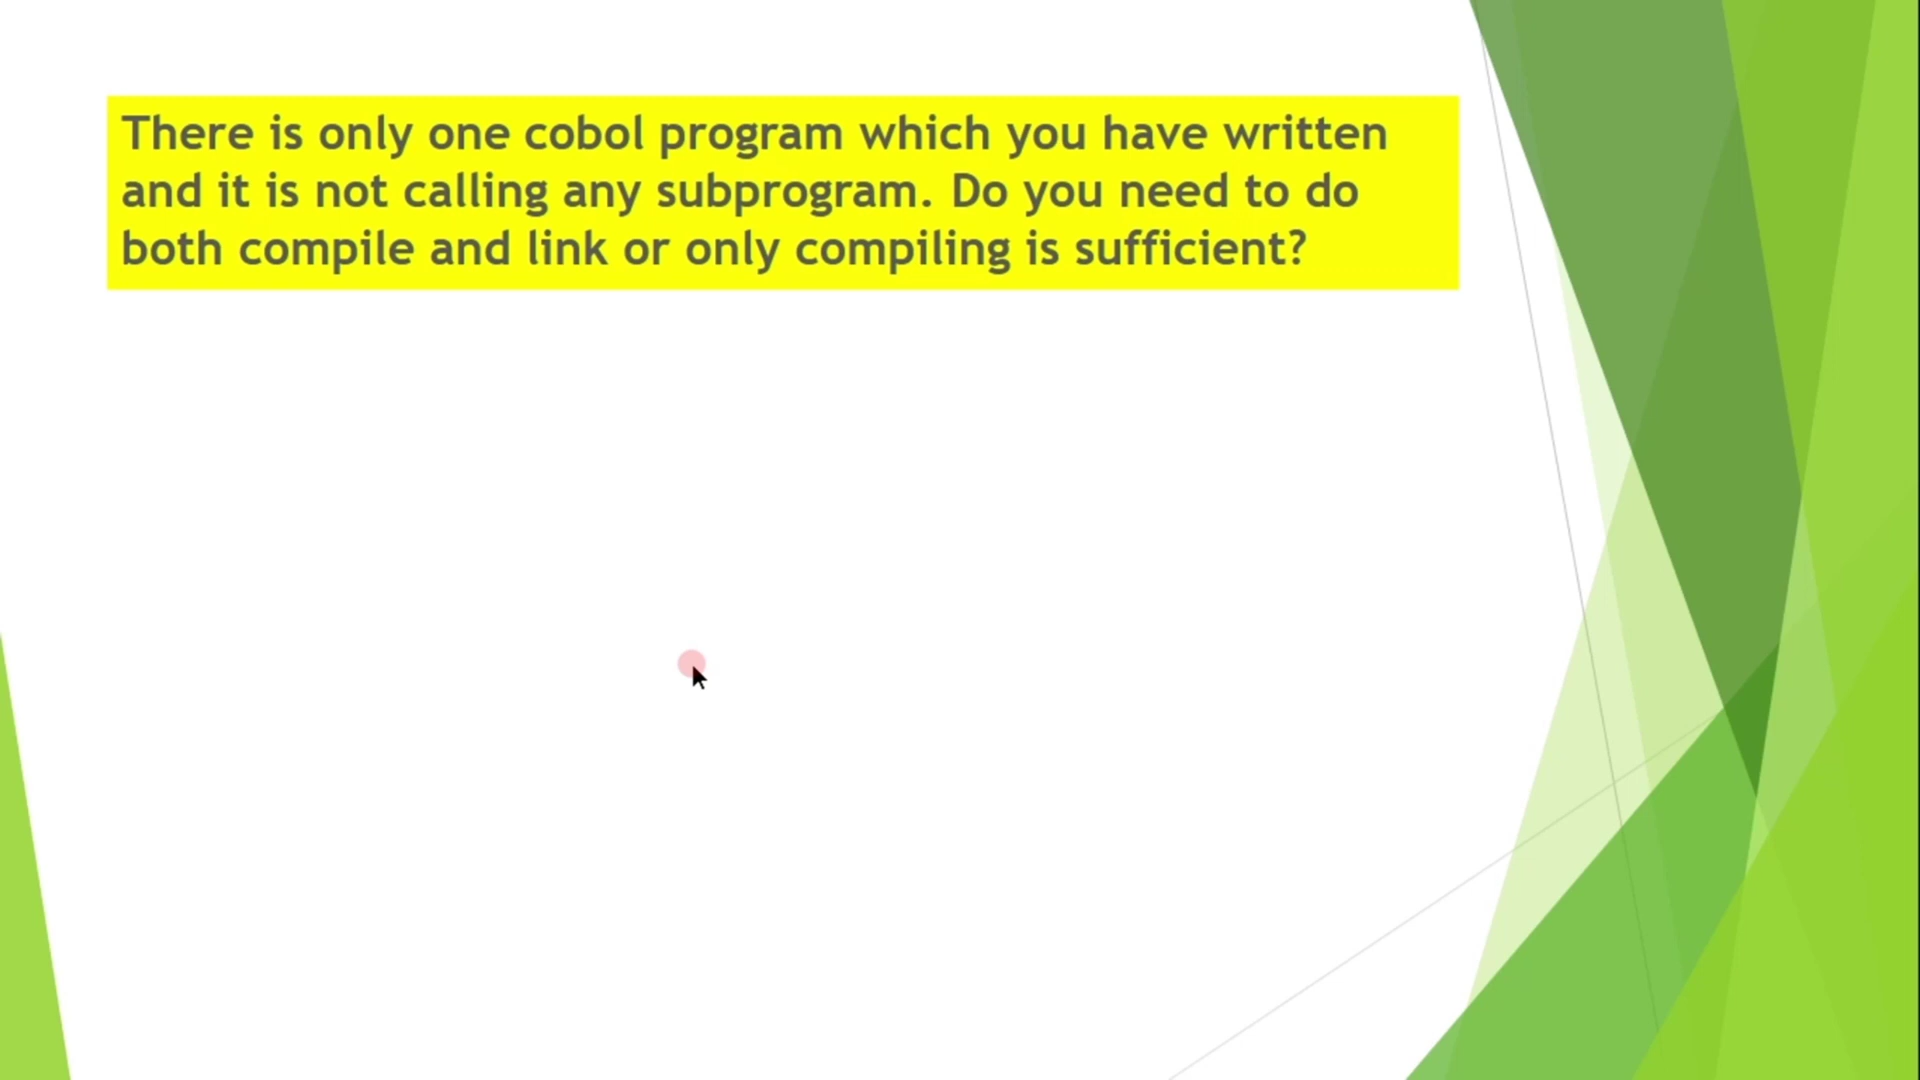 There is only one cobol program which you have written
and it is not calling any subprogram. Do you need to do
both compile and link or only compiling is sufficient?